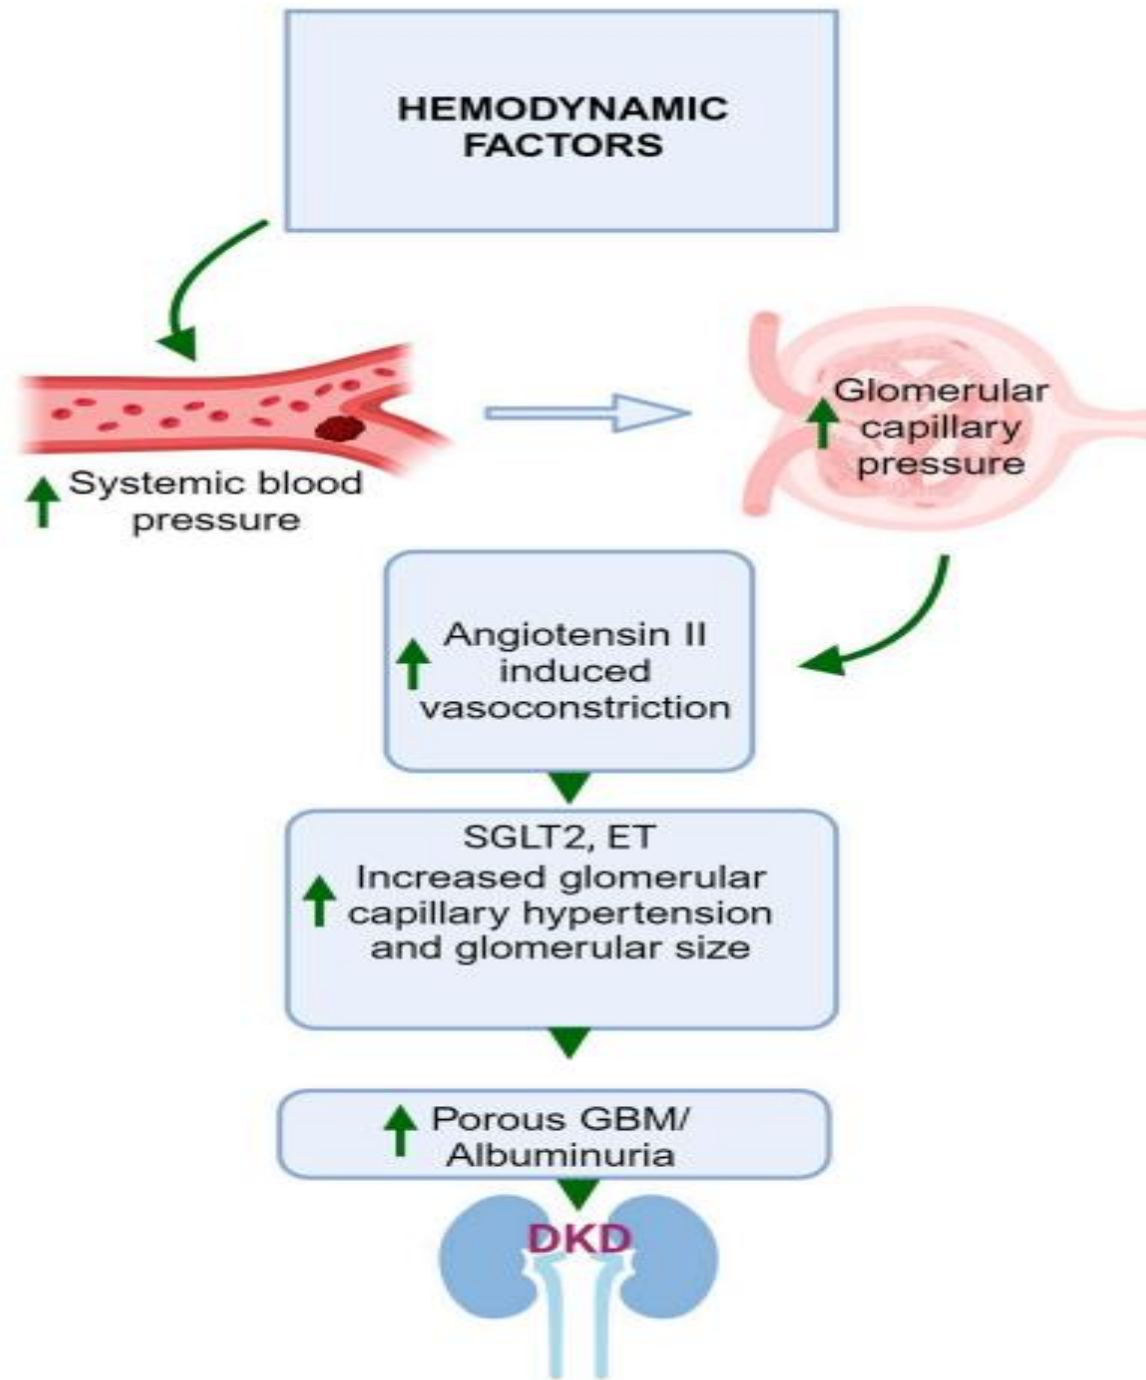 HEMODYNAMIC
FACTORS
Systemic blood
pressure
Glomerular
capillary
pressure
Angiotensin II
induced
vasoconstriction
SGLT2, ET
Increased glomerular
capillary hypertension
and glomerular size
Porous GBM/
Albuminuria
DKD